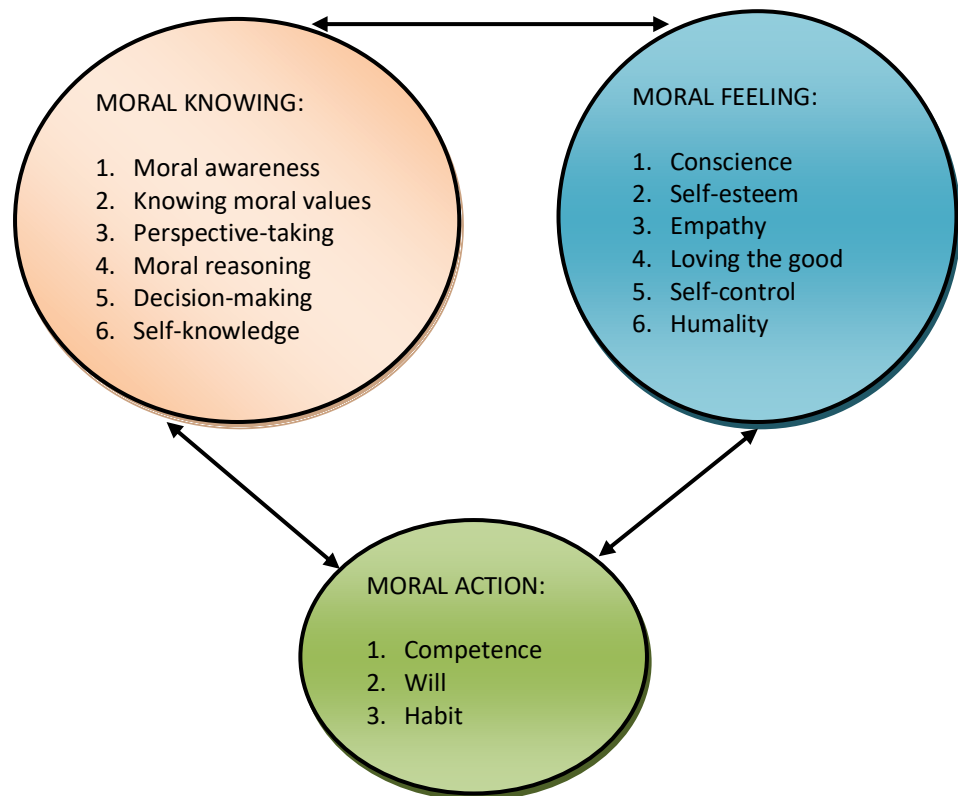 MORAL KNOWING:
1. Moral awareness
2. Knowing moral values
3. Perspective-taking
4. Moral reasoning
5. Decision-making
6. Self-knowledge
MORAL FEELING:
1. Conscience
2. Self-esteem
3. Empathy
4. Loving the good
5. Self-control
6. Humality
MORAL ACTION:
1. Competence
2. Will
3. Habit